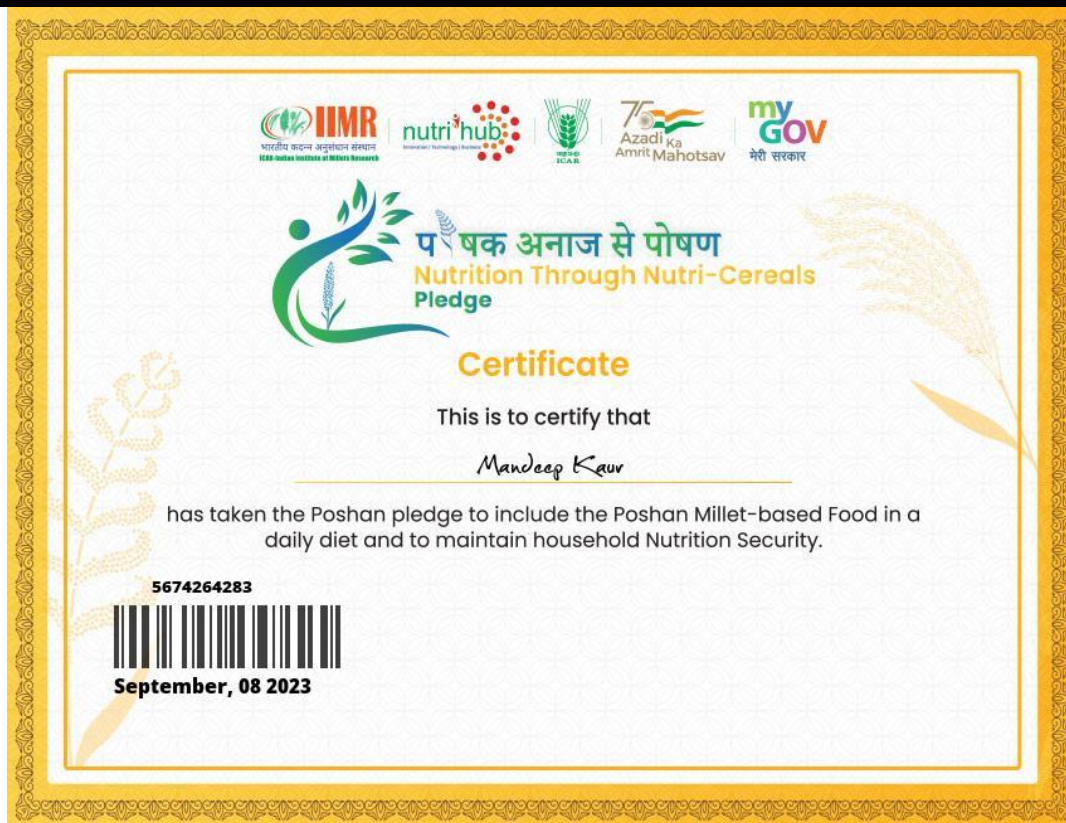 IIMR
भारतीय कदन्न अनुसंधान संस्थान
ICAR-Indian Institute of Millets Research
nutri hub
Innovation | Technology | Business
ICAR
75
Azadi Ka
Amrit Mahotsav
my
GOV
मेरी सरकार
पोषक अनाज से पोषण
Nutrition Through Nutri-Cereals
Pledge
Certificate
This is to certify that
Mandeep Kaur
has taken the Poshan pledge to include the Poshan Millet-based Food in a
daily diet and to maintain household Nutrition Security.
5674264283
September, 08 2023